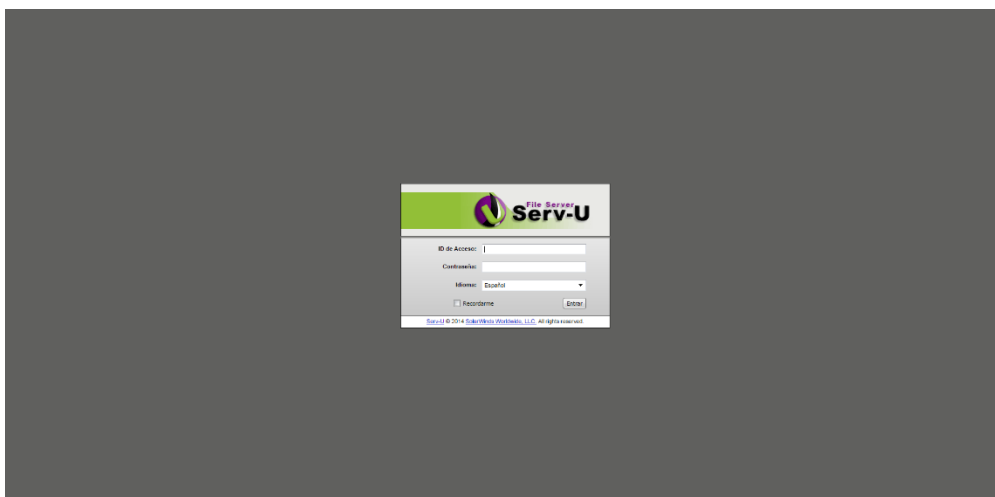 File Server
Serv-U
ID de Acceso:
Contraseña:
Idioma: Español
Recordarme Entrar
Serv-U © 2014 SolarWinds Worldwide, LLC. All rights reserved.